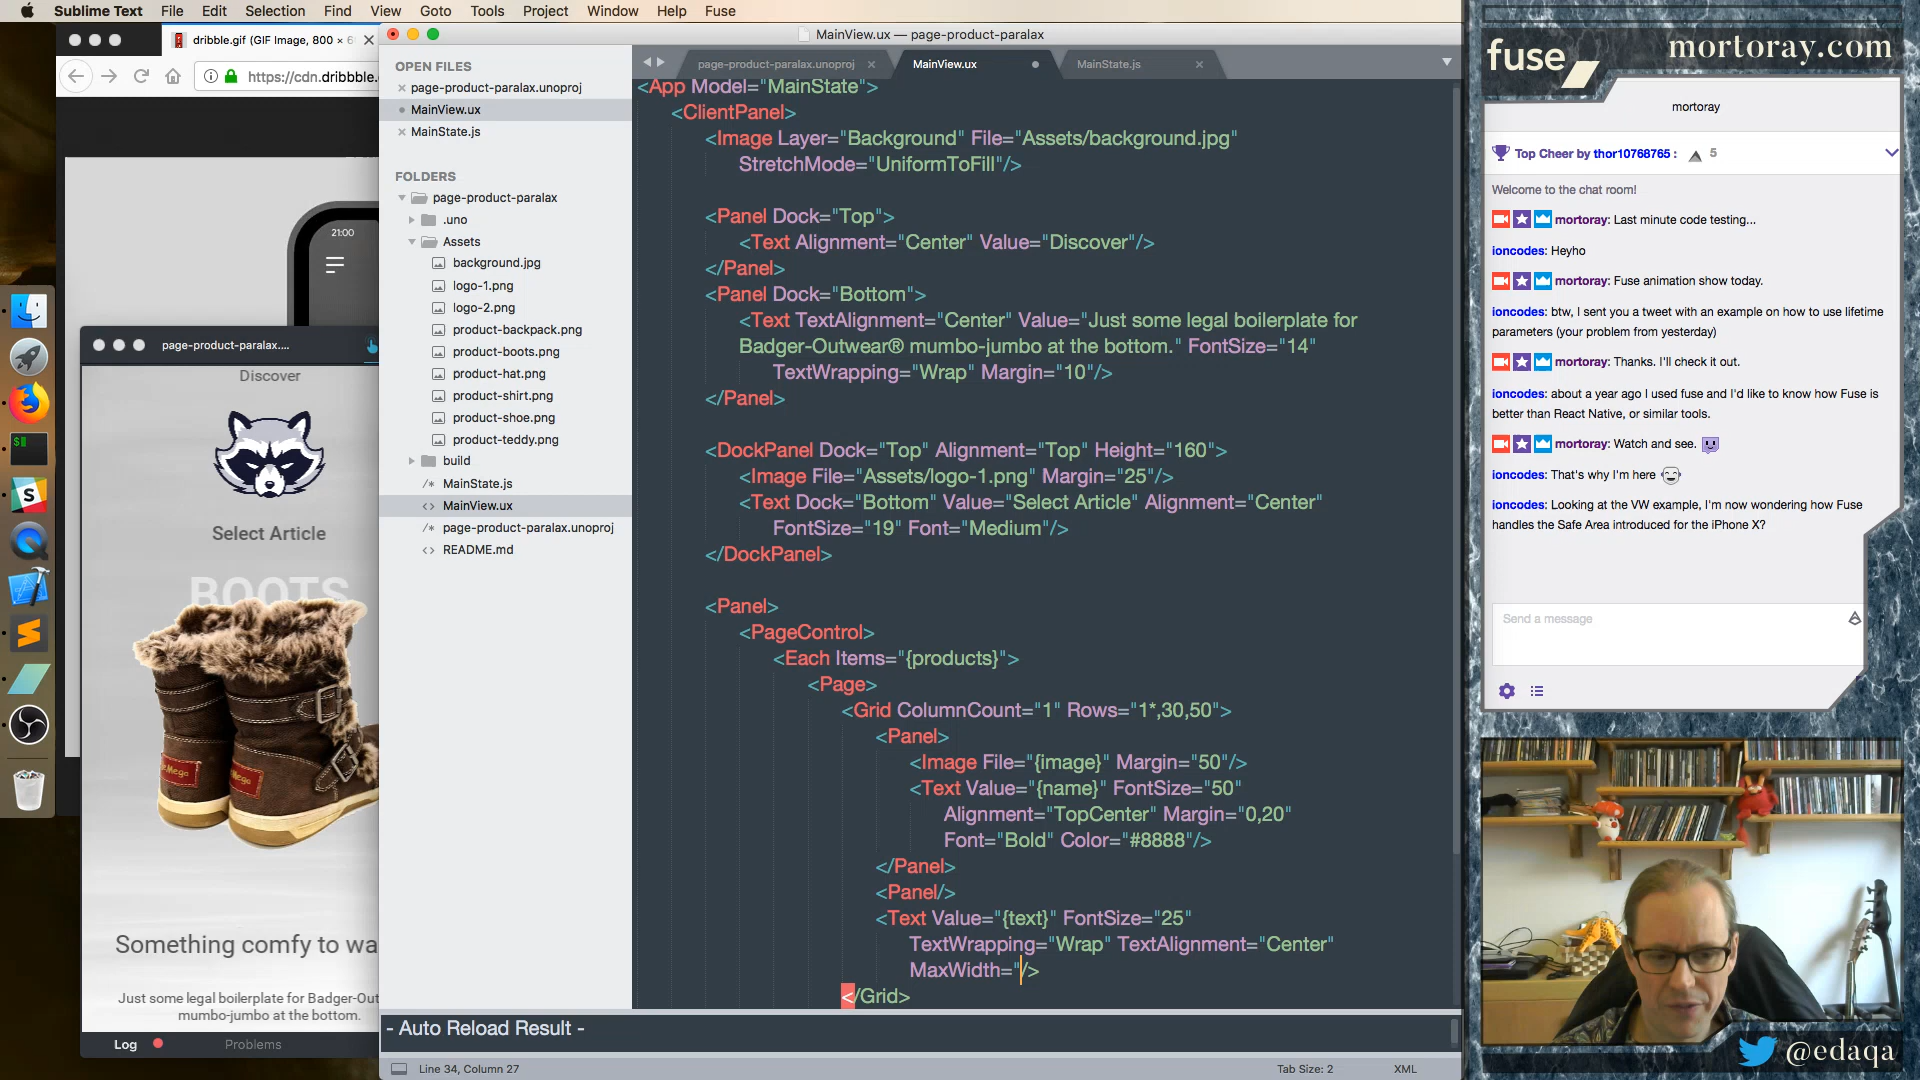 Sublime Text File Edit Selection Find View Goto Tools Project Window Help Fuse
dribble.gif (GIF Image, 800 × 6
https://cdn.dribbble.
21:00
page-product-paralax....
Discover
Select Article
BOOTS
Something comfy to wa
Just some legal boilerplate for Badger-Out
mumbo-jumbo at the bottom.
Log Problems
MainView.ux — page-product-paralax
OPEN FILES
page-product-paralax.unoproj
MainView.ux
MainState.js
FOLDERS
page-product-paralax
.uno
Assets
background.jpg
logo-1.png
logo-2.png
product-backpack.png
product-boots.png
product-hat.png
product-shirt.png
product-shoe.png
product-teddy.png
build
MainState.js
MainView.ux
page-product-paralax.unoproj
README.md
page-product-paralax.unoproj MainView.ux MainState.js
<App Model="MainState">
<ClientPanel>
<Image Layer="Background" File="Assets/background.jpg"
StretchMode="UniformToFill"/>
<Panel Dock="Top">
<Text Alignment="Center" Value="Discover"/>
</Panel>
<Panel Dock="Bottom">
<Text TextAlignment="Center" Value="Just some legal boilerplate for
Badger-Outwear® mumbo-jumbo at the bottom." FontSize="14"
TextWrapping="Wrap" Margin="10"/>
</Panel>
<DockPanel Dock="Top" Alignment="Top" Height="160">
<Image File="Assets/logo-1.png" Margin="25"/>
<Text Dock="Bottom" Value="Select Article" Alignment="Center"
FontSize="19" Font="Medium"/>
</DockPanel>
<Panel>
<PageControl>
<Each Items="{products}">
<Page>
<Grid ColumnCount="1" Rows="1*,30,50">
<Panel>
<Image File="{image}" Margin="50"/>
<Text Value="{name}" FontSize="50"
Alignment="TopCenter" Margin="0,20"
Font="Bold" Color="#8888"/>
</Panel>
<Panel/>
<Text Value="{text}" FontSize="25"
TextWrapping="Wrap" TextAlignment="Center"
MaxWidth="/>
</Grid>
- Auto Reload Result -
Line 34, Column 27 Tab Size: 2 XML
fuse mortoray.com
mortoray
Top Cheer by thor10768765 : 5
Welcome to the chat room!
mortoray: Last minute code testing...
ioncodes: Heyho
mortoray: Fuse animation show today.
ioncodes: btw, I sent you a tweet with an example on how to use lifetime
parameters (your problem from yesterday)
mortoray: Thanks. I'll check it out.
ioncodes: about a year ago I used fuse and I'd like to know how Fuse is
better than React Native, or similar tools.
mortoray: Watch and see.
ioncodes: That's why I'm here
ioncodes: Looking at the VW example, I'm now wondering how Fuse
handles the Safe Area introduced for the iPhone X?
Send a message
@edaqa